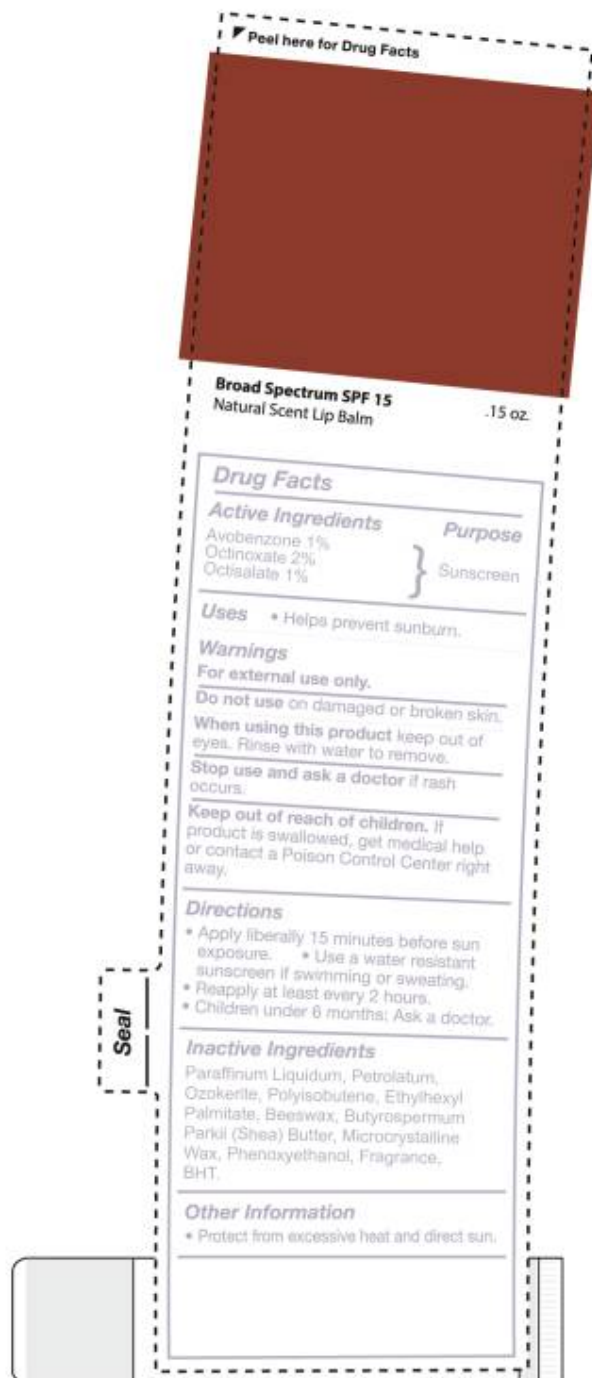 Peel here for Drug Facts
Broad Spectrum SPF 15 .15 oz.
Natural Scent Lip Balm
Drug Facts
Active Ingredients Purpose
Avobenzone 1%
Octinoxate 2%
Octisalate 1%
} Sunscreen
Uses • Helps prevent sunburn.
Warnings
For external use only.
Do not use on damaged or broken skin.
When using this product keep out of
eyes. Rinse with water to remove.
Stop use and ask a doctor if rash
occurs.
Keep out of reach of children. If
product is swallowed, get medical help
or contact a Poison Control Center right
away.
Directions
• Apply liberally 15 minutes before sun
exposure. • Use a water resistant
sunscreen if swimming or sweating.
• Reapply at least every 2 hours.
• Children under 6 months: Ask a doctor.
Seal
Inactive Ingredients
Paraffinum Liquidum, Petrolatum,
Ozokerite, Polyisobutene, Ethylhexyl
Palmitate, Beeswax, Butyrospermum
Parkii (Shea) Butter, Microcrystalline
Wax, Phenoxyethanol, Fragrance,
BHT.
Other Information
• Protect from excessive heat and direct sun.